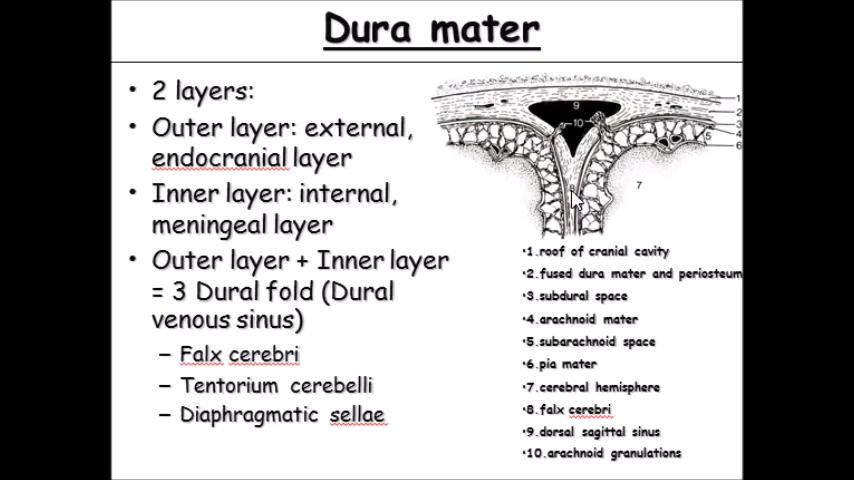 Dura mater
• 2 layers:
• Outer layer: external,
endocranial layer
• Inner layer: internal,
meningeal layer
• Outer layer + Inner layer
= 3 Dural fold (Dural
venous sinus)
– Falx cerebri
– Tentorium cerebelli
– Diaphragmatic sellae
9
10
1
2
3
4
5
6
7
8
•1.roof of cranial cavity
•2.fused dura mater and periosteum
•3.subdural space
•4.arachnoid mater
•5.subarachnoid space
•6.pia mater
•7.cerebral hemisphere
•8.falx cerebri
•9.dorsal sagittal sinus
•10.arachnoid granulations